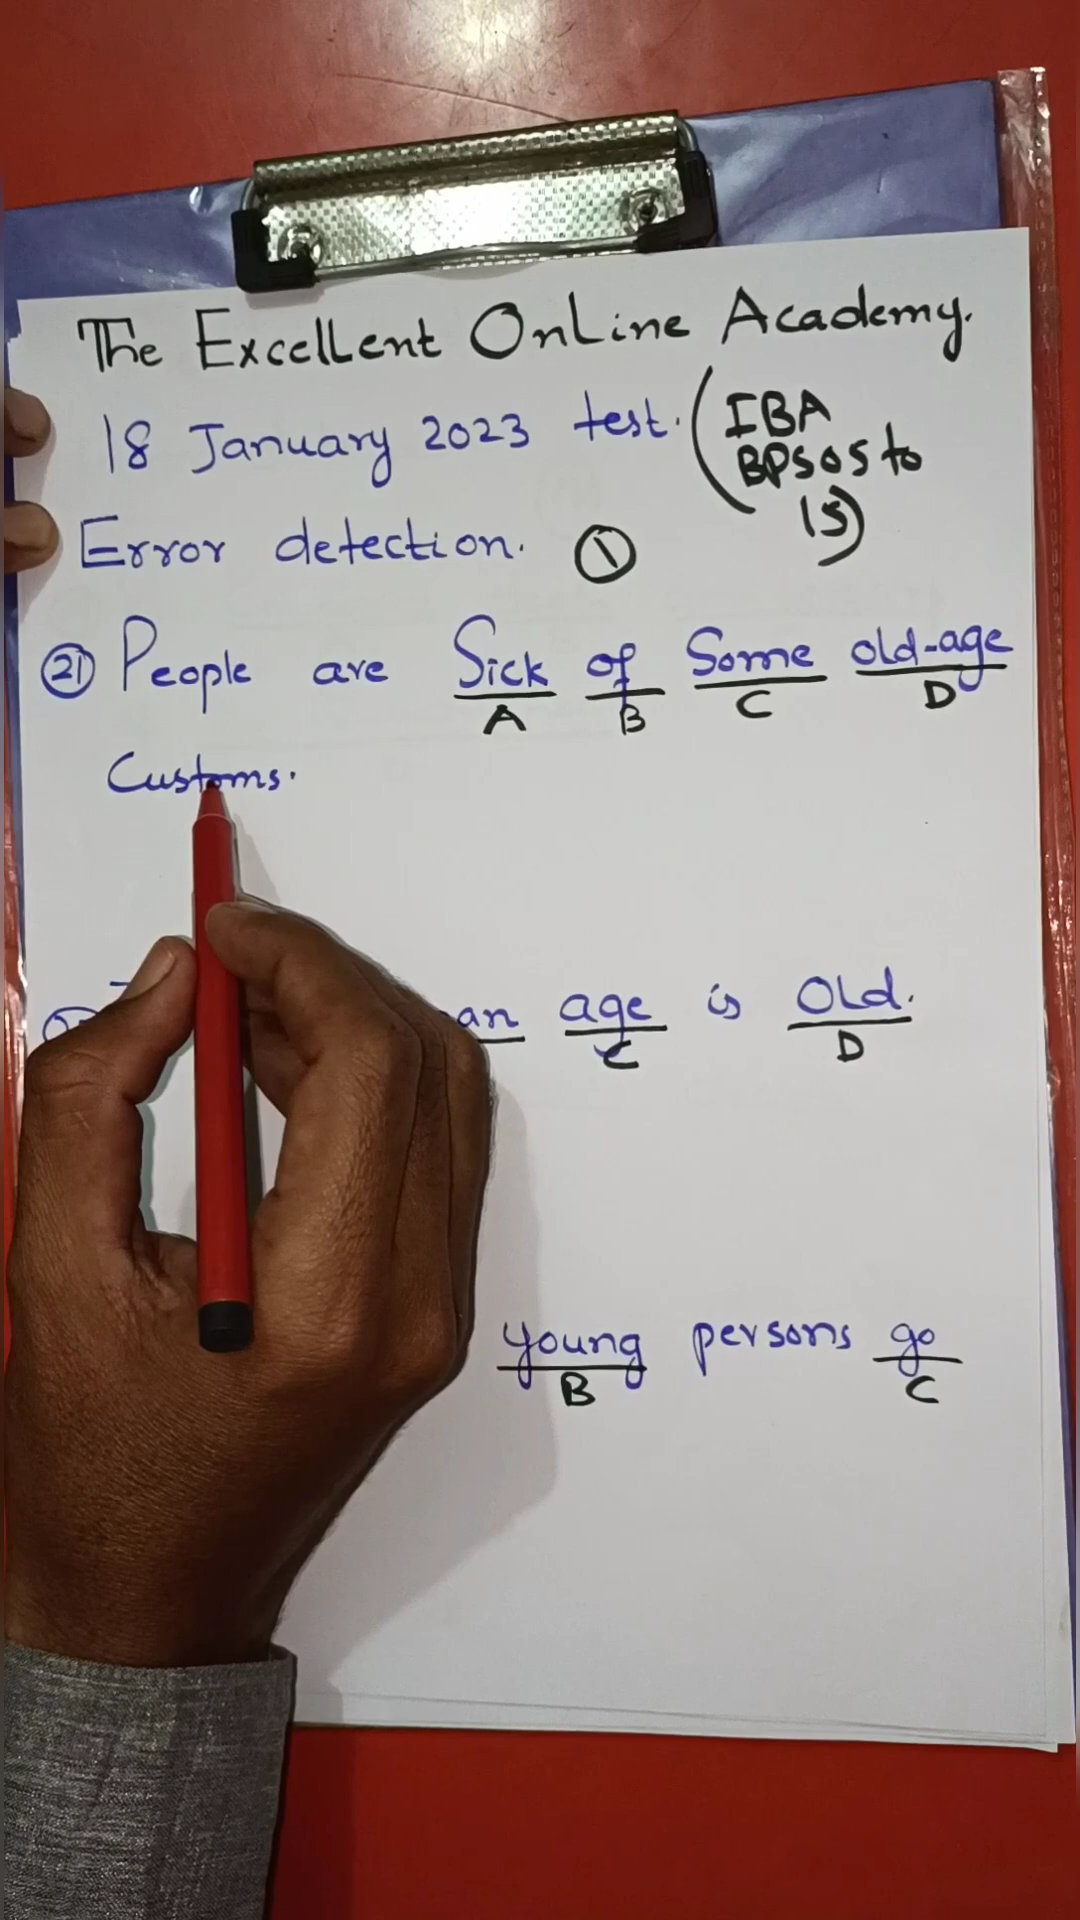 The Excellent Online Academy.
18 January 2023 test. (IBA
BPS05 to
15)
Error detection. ①
㉑ People are Sick of Some old-age
A B C D
Customs.
age is Old.
C D
young persons go
B C